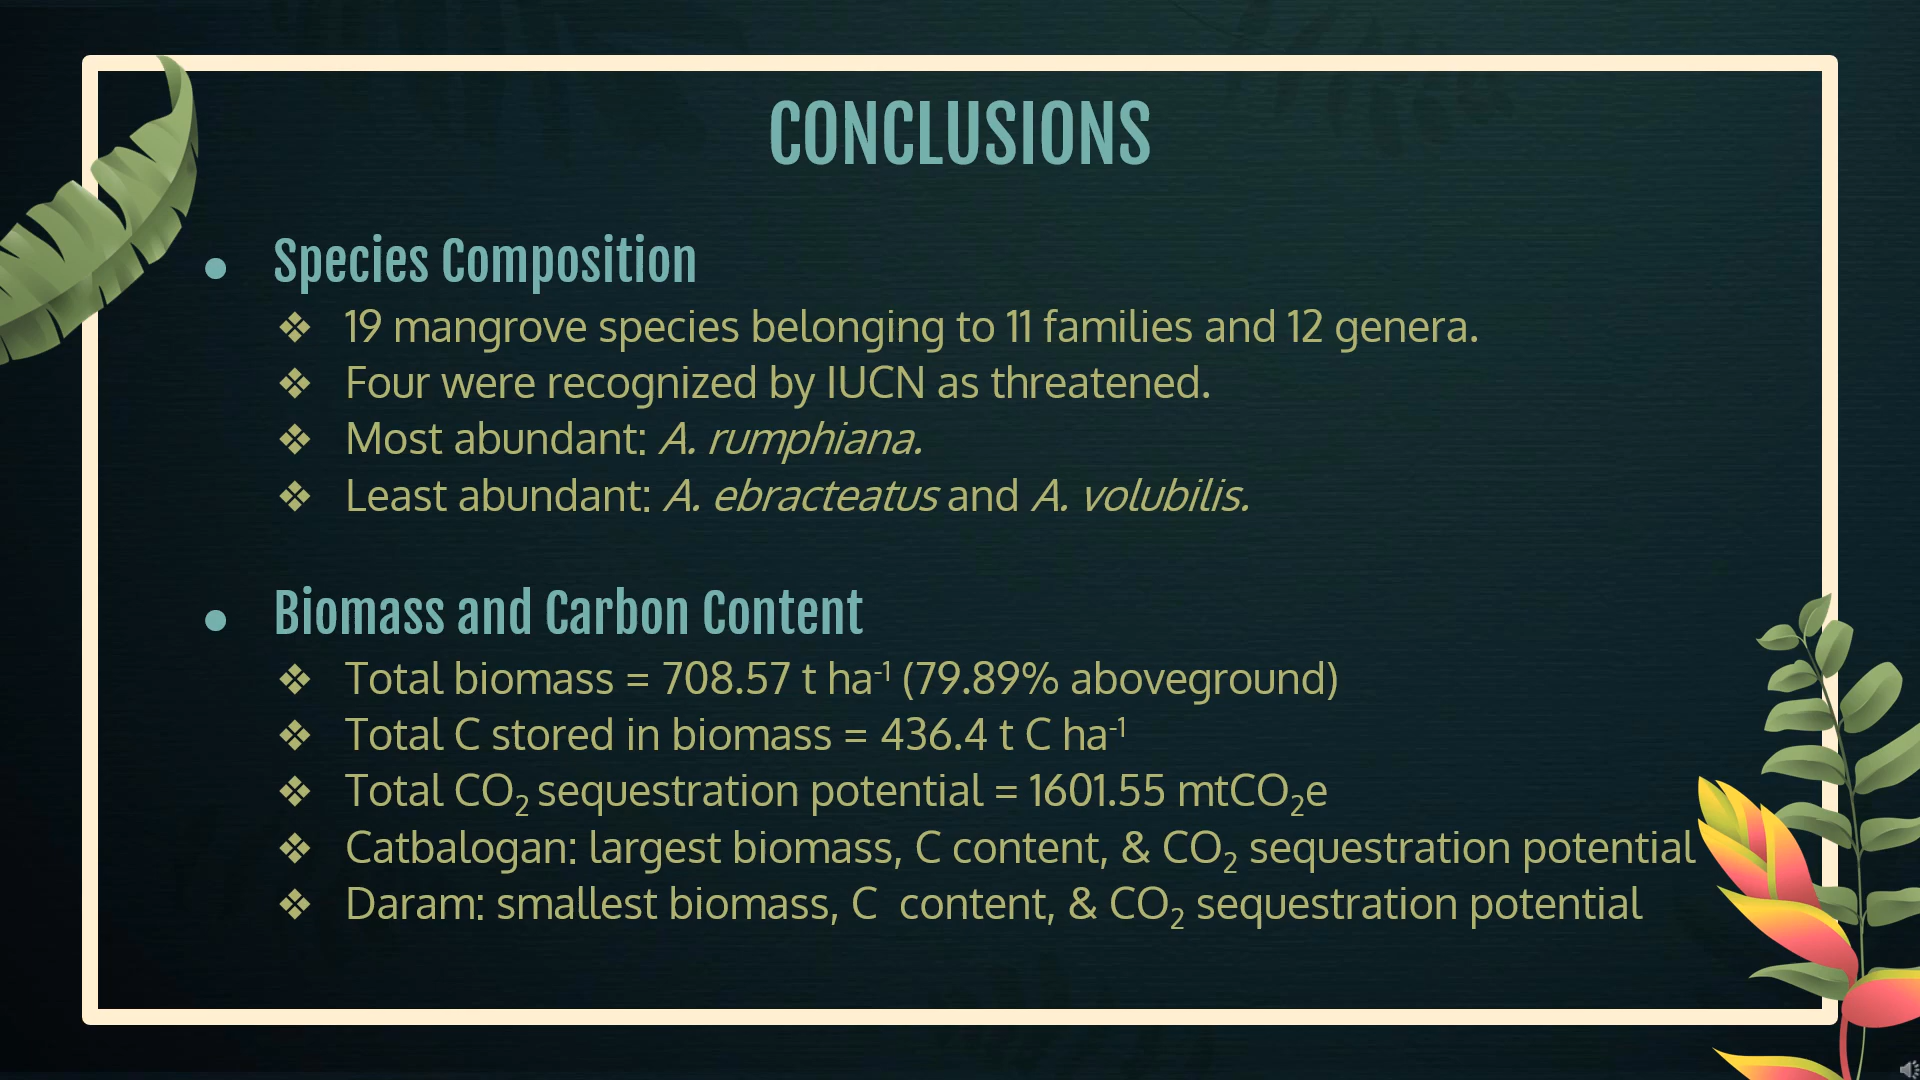 CONCLUSIONS
● Species Composition
❖ 19 mangrove species belonging to 11 families and 12 genera.
❖ Four were recognized by IUCN as threatened.
❖ Most abundant: A. rumphiana.
❖ Least abundant: A. ebracteatus and A. volubilis.
● Biomass and Carbon Content
❖ Total biomass = 708.57 t ha⁻¹ (79.89% aboveground)
❖ Total C stored in biomass = 436.4 t C ha⁻¹
❖ Total CO₂ sequestration potential = 1601.55 mtCO₂e
❖ Catbalogan: largest biomass, C content, & CO₂ sequestration potential
❖ Daram: smallest biomass, C content, & CO₂ sequestration potential